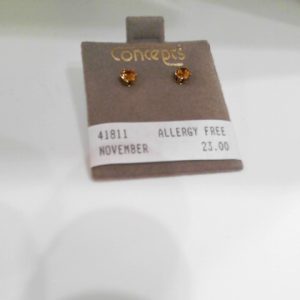 Concepts
41811 ALLERGY FREE
NOVEMBER 23.00